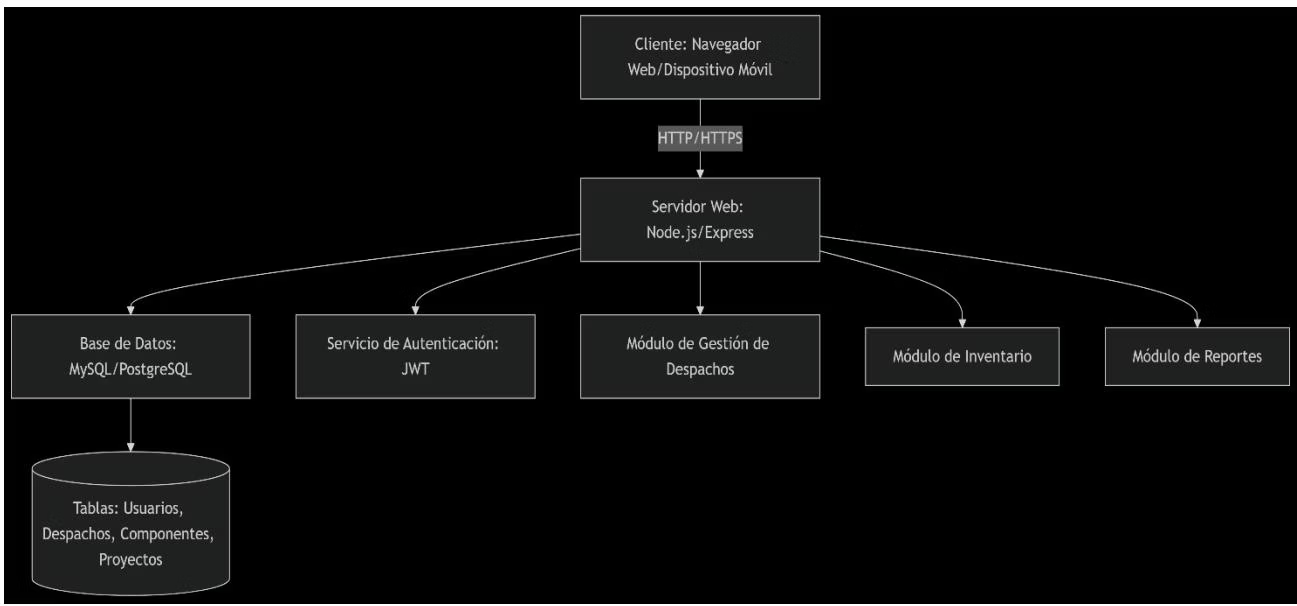 Cliente: Navegador
Web/Dispositivo Móvil
HTTP/HTTPS
Servidor Web:
Node.js/Express
Base de Datos:
MySQL/PostgreSQL
Servicio de Autenticación:
JWT
Módulo de Gestión de
Despachos
Módulo de Inventario
Módulo de Reportes
Tablas: Usuarios,
Despachos, Componentes,
Proyectos